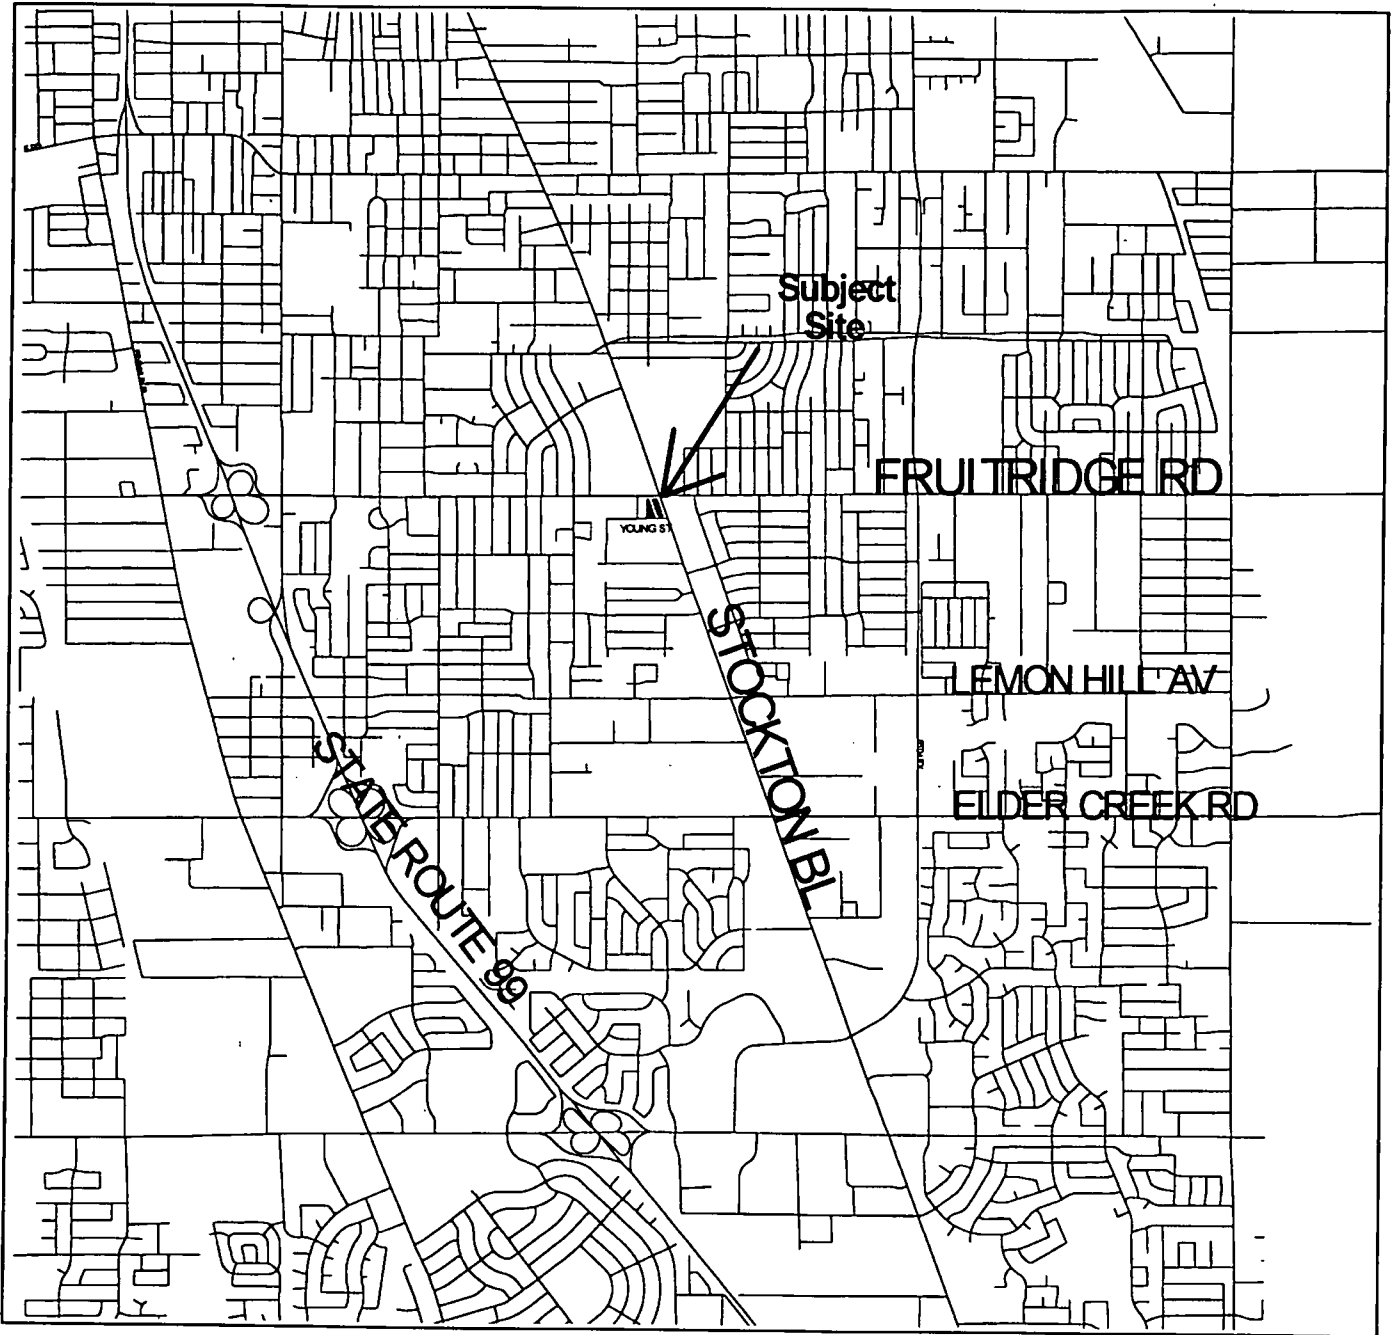 Subject
Site
FRUITRIDGE RD
YOUNG ST
STOCKTON BL
LEMON HILL AV
ELDER CREEK RD
STATE ROUTE 99